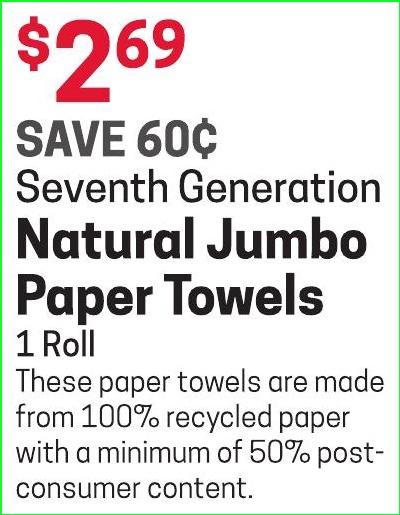 $2 69
SAVE 60¢
Seventh Generation
Natural Jumbo
Paper Towels
1 Roll
These paper towels are made
from 100% recycled paper
with a minimum of 50% post-
consumer content.